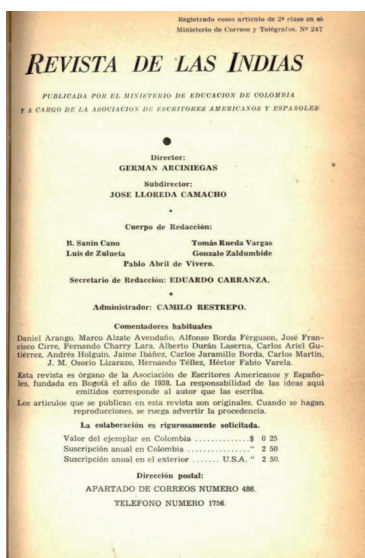 Registrado como artículo de 2ª clase en el
Ministerio de Correos y Telégrafos. Nº 247
REVISTA DE LAS INDIAS
PUBLICADA POR EL MINISTERIO DE EDUCACION DE COLOMBIA
Y A CARGO DE LA ASOCIACION DE ESCRITORES AMERICANOS Y ESPAÑOLES
Director:
GERMAN ARCINIEGAS
Subdirector:
JOSE LLOREDA CAMACHO
Cuerpo de Redacción:
B. Sanín Cano Tomás Rueda Vargas
Luis de Zulueta Gonzalo Zaldumbide
Pablo Abril de Vivero.
Secretario de Redacción: EDUARDO CARRANZA.
Administrador: CAMILO RESTREPO.
Comentadores habituales
Daniel Arango, Marco Alzate Avendaño, Alfonso Borda Férguson, José Fran-
cisco Cirre, Fernando Charry Lara, Alberto Durán Laserna, Carlos Ariel Gu-
tiérrez, Andrés Holguín, Jaime Ibáñez, Carlos Jaramillo Borda, Carlos Martín,
J. M. Osorio Lizarazo, Hernando Téllez, Héctor Fabio Varela.
Esta revista es órgano de la Asociación de Escritores Americanos y Españo-
les, fundada en Bogotá el año de 1938. La responsabilidad de las ideas aquí
emitidos corresponde al autor que las escriba.
Los artículos que se publican en esta revista son originales. Cuando se hagan
reproducciones, se ruega advertir la procedencia.
La colaboración es rigurosamente solicitada.
Valor del ejemplar en Colombia .............$ 0 25
Suscripción anual en Colombia ..............." 2 50
Suscripción anual en el exterior ....... U.S.A. " 2 50.
Dirección postal:
APARTADO DE CORREOS NUMERO 486.
TELEFONO NUMERO 1756.